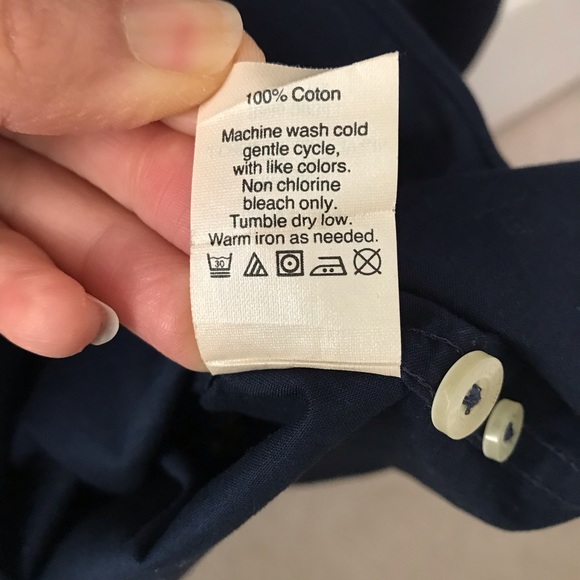 100% Coton
Machine wash cold
gentle cycle,
with like colors.
Non chlorine
bleach only.
Tumble dry low.
Warm iron as needed.
30